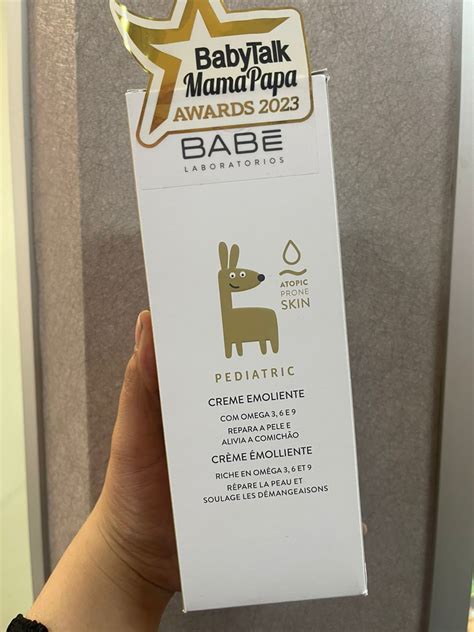 BabyTalk
MamaPapa
AWARDS 2023
BABĒ
LABORATORIOS
ATOPIC
PRONE
SKIN
PEDIATRIC
CREME EMOLIENTE
COM OMEGA 3, 6 E 9
REPARA A PELE E
ALIVIA A COMICHÃO
CRÈME ÉMOLLIENTE
RICHE EN OMÉGA 3, 6 ET 9
RÉPARE LA PEAU ET
SOULAGE LES DÉMANGEAISONS